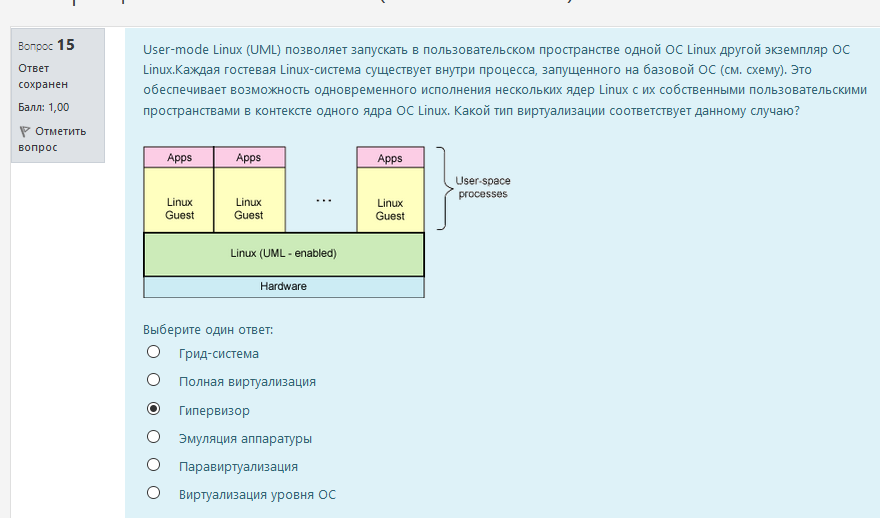 Вопрос 15
Ответ
сохранен
Балл: 1,00
Отметить
вопрос
User-mode Linux (UML) позволяет запускать в пользовательском пространстве одной ОС Linux другой экземпляр ОС
Linux.Каждая гостевая Linux-система существует внутри процесса, запущенного на базовой ОС (см. схему). Это
обеспечивает возможность одновременного исполнения нескольких ядер Linux с их собственными пользовательскими
пространствами в контексте одного ядра ОС Linux. Какой тип виртуализации соответствует данному случаю?
Apps Apps Apps
Linux Guest Linux Guest ... Linux Guest
User-space
processes
Linux (UML - enabled)
Hardware
Выберите один ответ:
Грид-система
Полная виртуализация
Гипервизор
Эмуляция аппаратуры
Паравиртуализация
Виртуализация уровня ОС